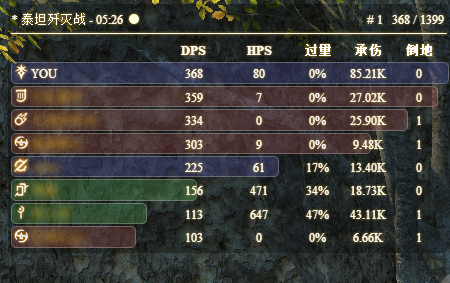 * 泰坦歼灭战 - 05:26 # 1 368 / 1399
DPS HPS 过量 承伤 倒地
YOU 368 80 0% 85.21K 0
359 7 0% 27.02K 0
334 0 0% 25.90K 1
303 9 0% 9.48K 1
225 61 17% 13.40K 0
156 471 34% 18.73K 0
113 647 47% 43.11K 1
103 0 0% 6.66K 1